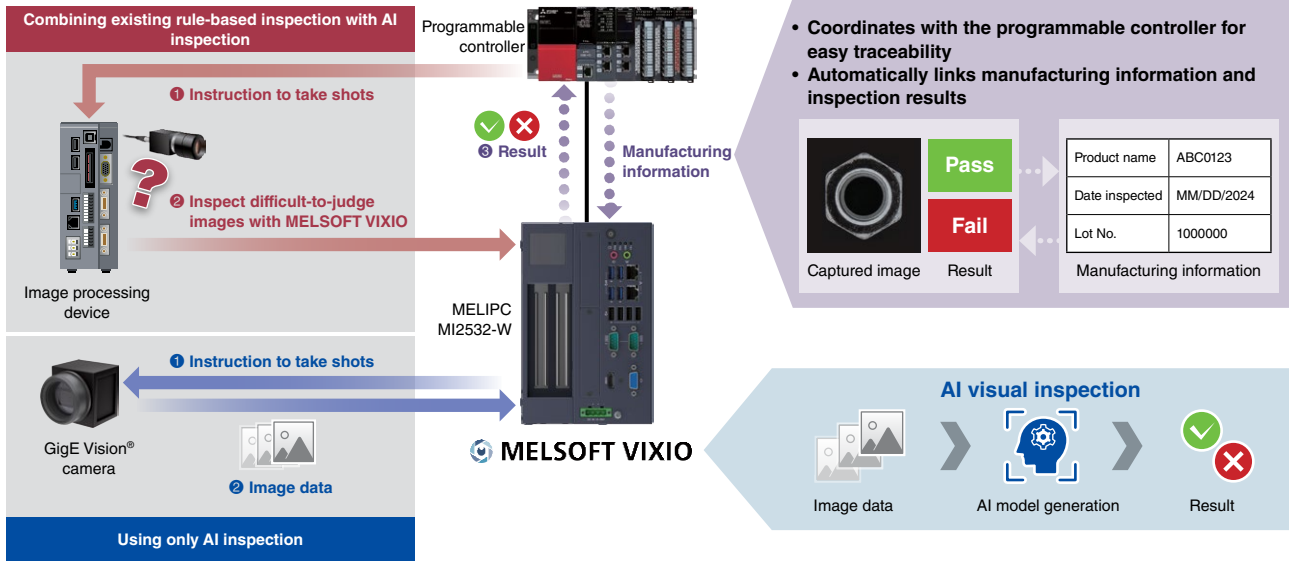 Combining existing rule-based inspection with AI
inspection
Programmable
controller
❶ Instruction to take shots
❷ Inspect difficult-to-judge
images with MELSOFT VIXIO
Image processing
device
❸ Result
Manufacturing
information
MELIPC
MI2532-W
• Coordinates with the programmable controller for
easy traceability
• Automatically links manufacturing information and
inspection results
Pass
Fail
Captured image
Result
Product name ABC0123
Date inspected MM/DD/2024
Lot No. 1000000
Manufacturing information
❶ Instruction to take shots
GigE Vision®
camera
❷ Image data
Using only AI inspection
MELSOFT VIXIO
AI visual inspection
Image data
AI model generation
Result